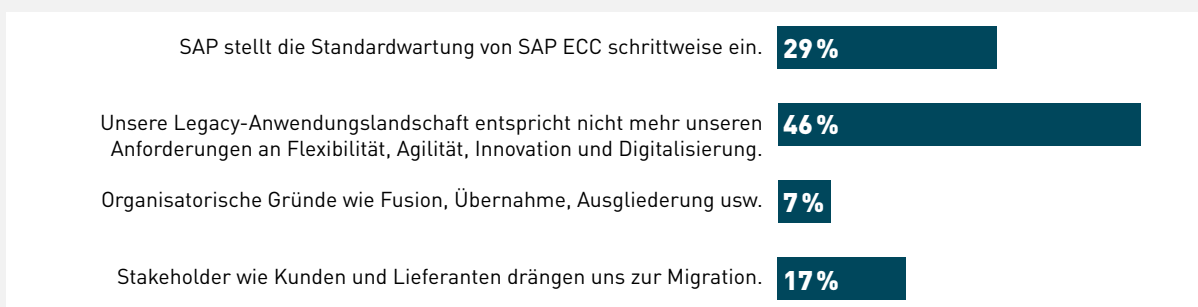 SAP stellt die Standardwartung von SAP ECC schrittweise ein.
29 %
Unsere Legacy-Anwendungslandschaft entspricht nicht mehr unseren
Anforderungen an Flexibilität, Agilität, Innovation und Digitalisierung.
46 %
Organisatorische Gründe wie Fusion, Übernahme, Ausgliederung usw.
7 %
Stakeholder wie Kunden und Lieferanten drängen uns zur Migration.
17 %